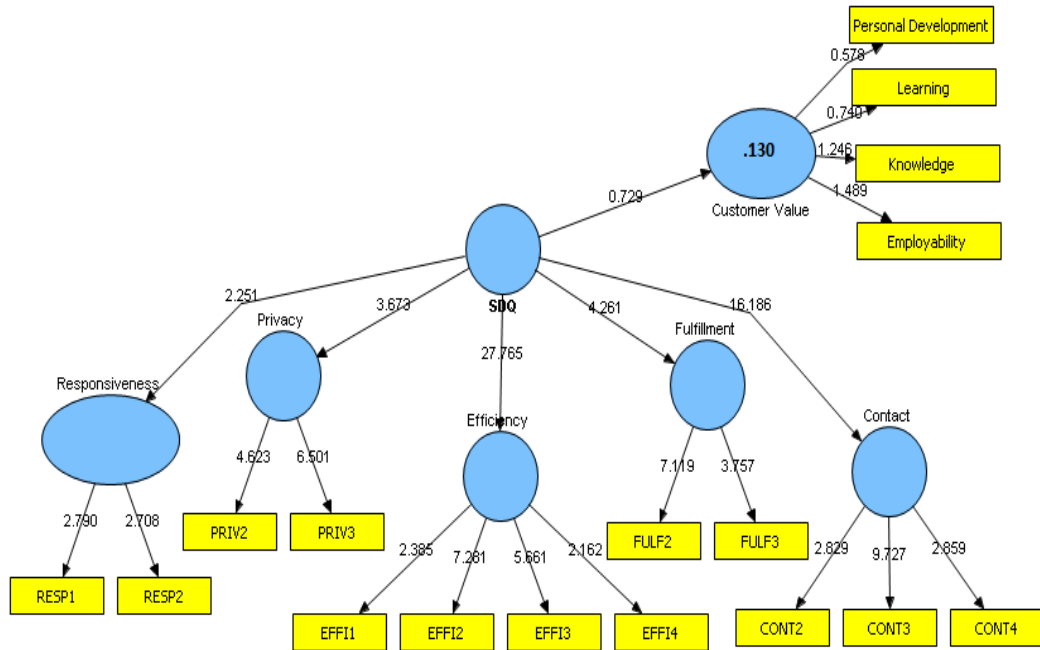 Personal Development
0.578
Learning
0.740
.130
1.246
Knowledge
1.489
0.729
Customer Value
Employability
SDQ
2.251
3.673
4.261
16.186
Privacy
Fulfillment
27.765
Responsiveness
Efficiency
Contact
4.623
6.501
7.119
3.757
2.790
2.708
PRIV2
PRIV3
2.385
7.281
5.661
2.162
FULF2
FULF3
2.829
9.727
2.859
RESP1
RESP2
EFFI1
EFFI2
EFFI3
EFFI4
CONT2
CONT3
CONT4